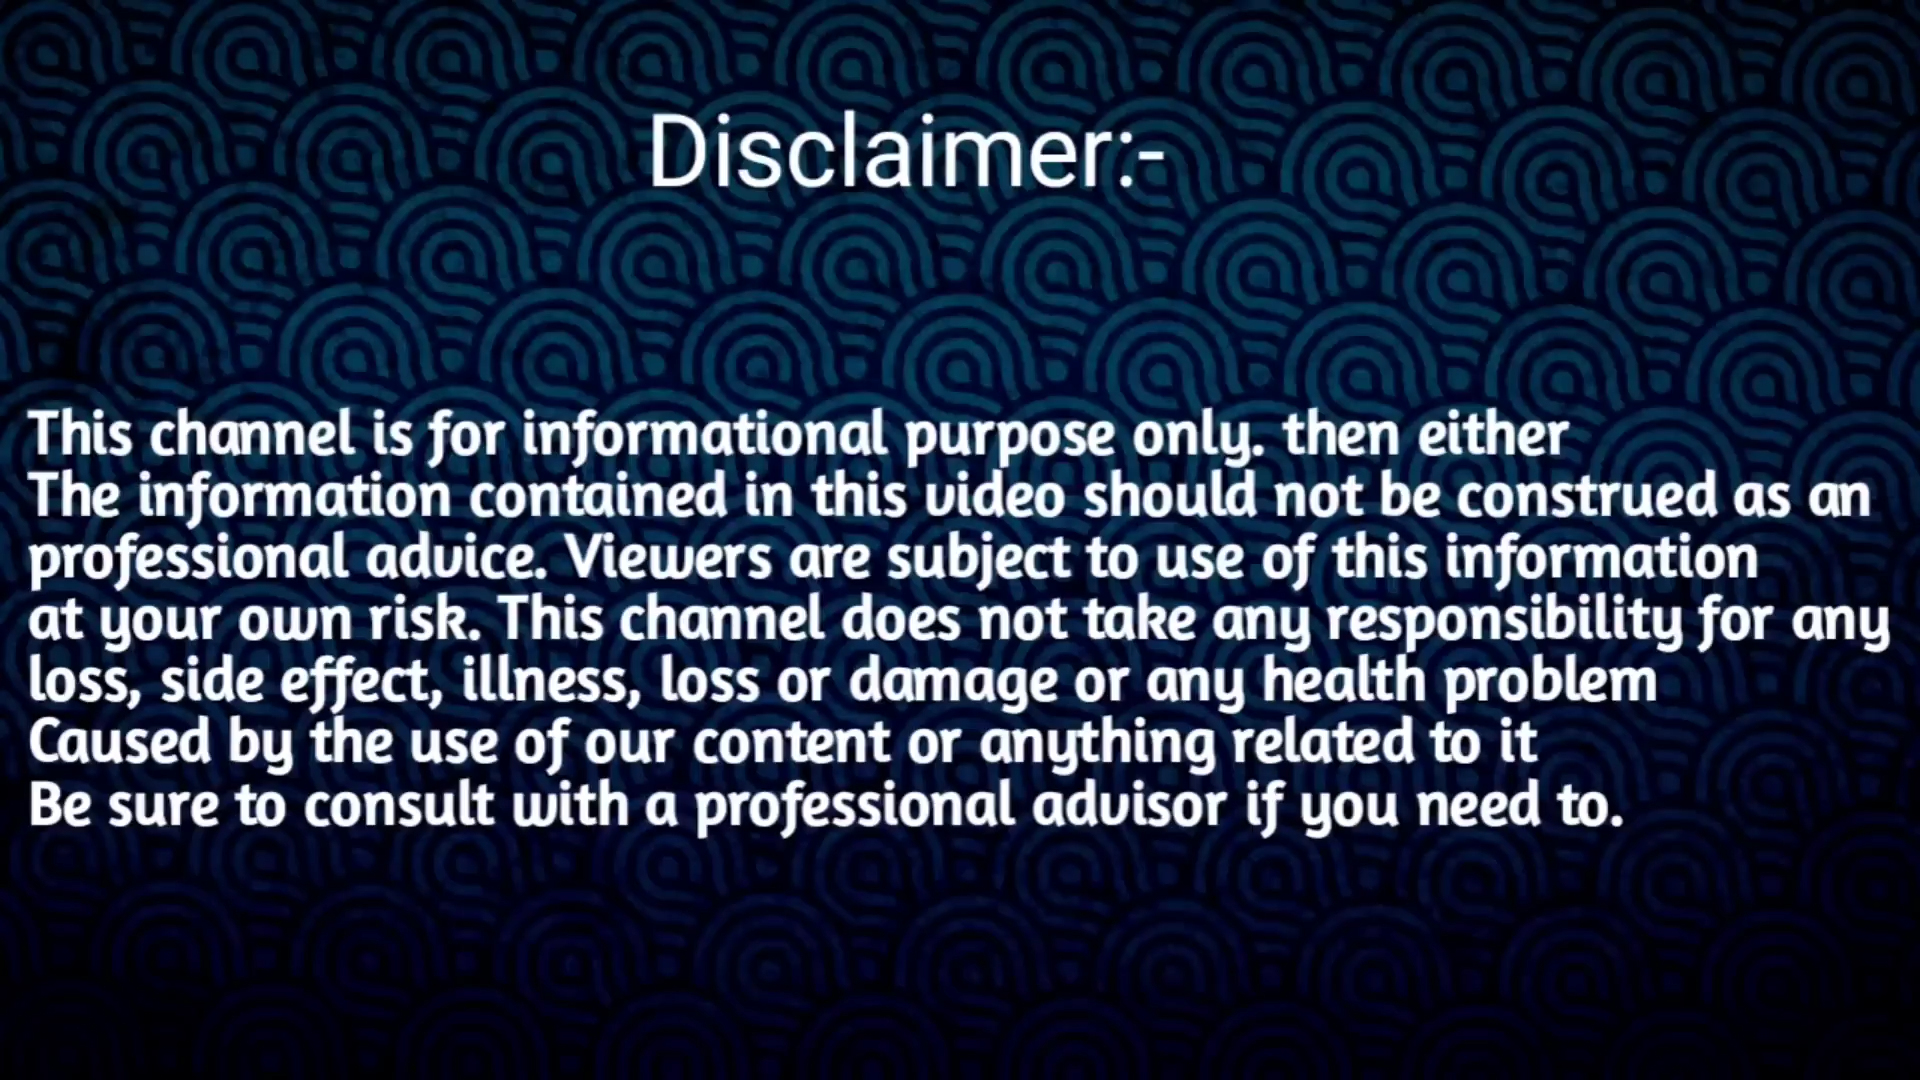 Disclaimer:-
This channel is for informational purpose only. then either
The information contained in this video should not be construed as an
professional advice. Viewers are subject to use of this information
at your own risk. This channel does not take any responsibility for any
loss, side effect, illness, loss or damage or any health problem
Caused by the use of our content or anything related to it
Be sure to consult with a professional advisor if you need to.